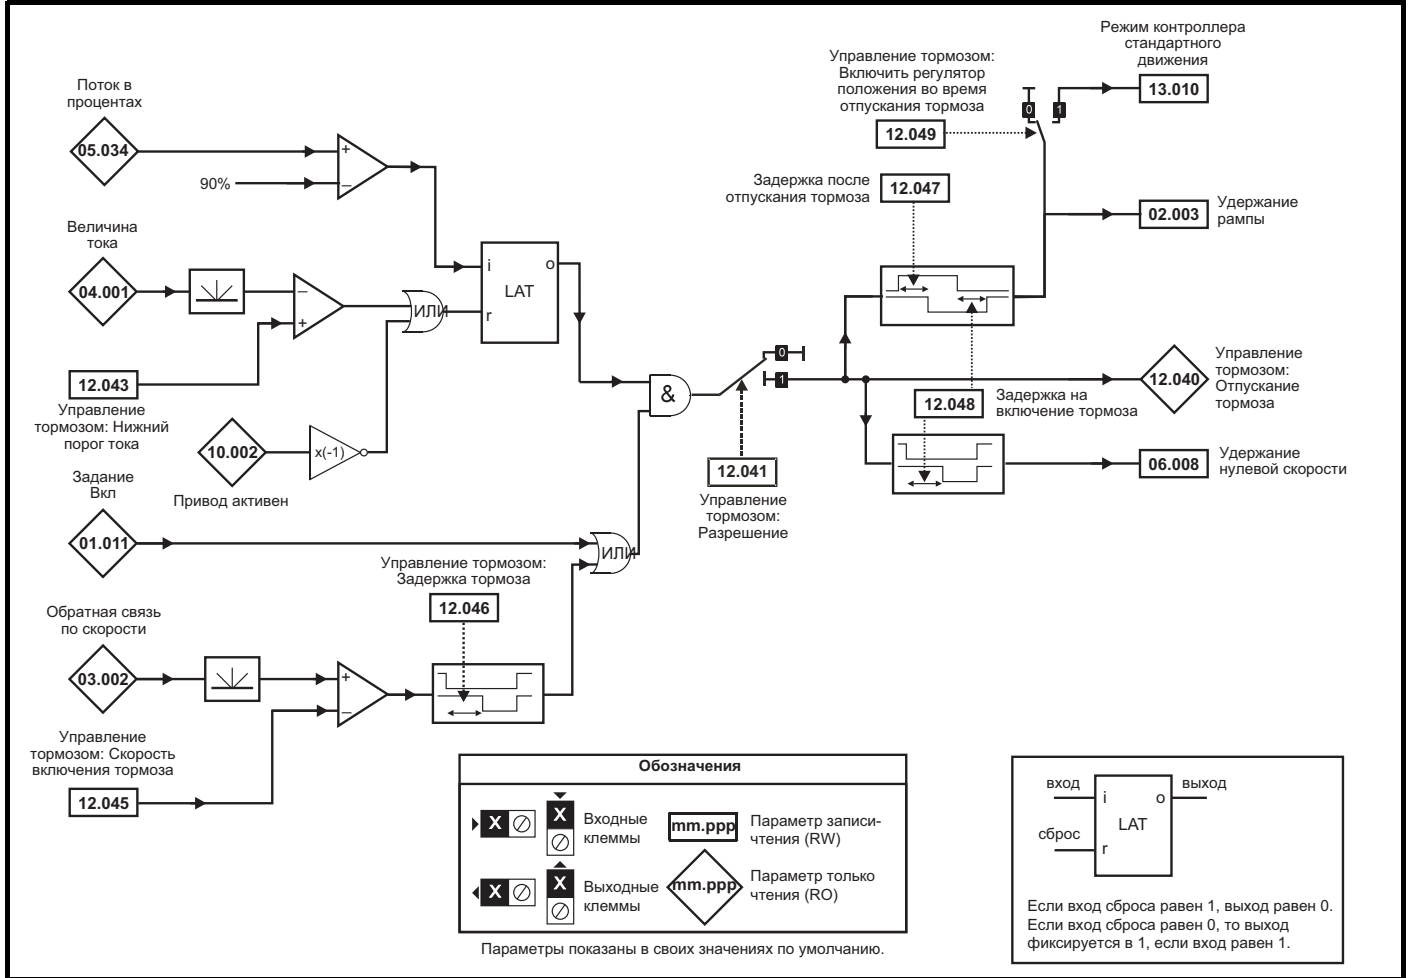 Режим контроллера
стандартного
движения
13.010
Управление тормозом:
Включить регулятор
положения во время
отпускания тормоза
0
1
12.049
Поток в
процентах
05.034
+
90%
–
Задержка после
отпускания тормоза
12.047
02.003
Удержание
рампы
Величина
тока
04.001
–
+
i
o
LAT
r
ИЛИ
12.043
Управление
тормозом: Нижний
порог тока
10.002
x(-1)
Привод активен
&
0
1
12.041
Управление
тормозом:
Разрешение
12.040
Управление
тормозом:
Отпускание
тормоза
12.048
Задержка на
включение тормоза
06.008
Удержание
нулевой скорости
Задание
Вкл
01.011
ИЛИ
Управление тормозом:
Задержка тормоза
12.046
Обратная связь
по скорости
03.002
+
–
Управление
тормозом: Скорость
включения тормоза
12.045
Обозначения
X
X
Входные
клеммы
mm.ppp
Параметр записи-
чтения (RW)
X
X
Выходные
клеммы
mm.ppp
Параметр только
чтения (RO)
Параметры показаны в своих значениях по умолчанию.
вход
i
o
выход
LAT
сброс
r
Если вход сброса равен 1, выход равен 0.
Если вход сброса равен 0, то выход
фиксируется в 1, если вход равен 1.